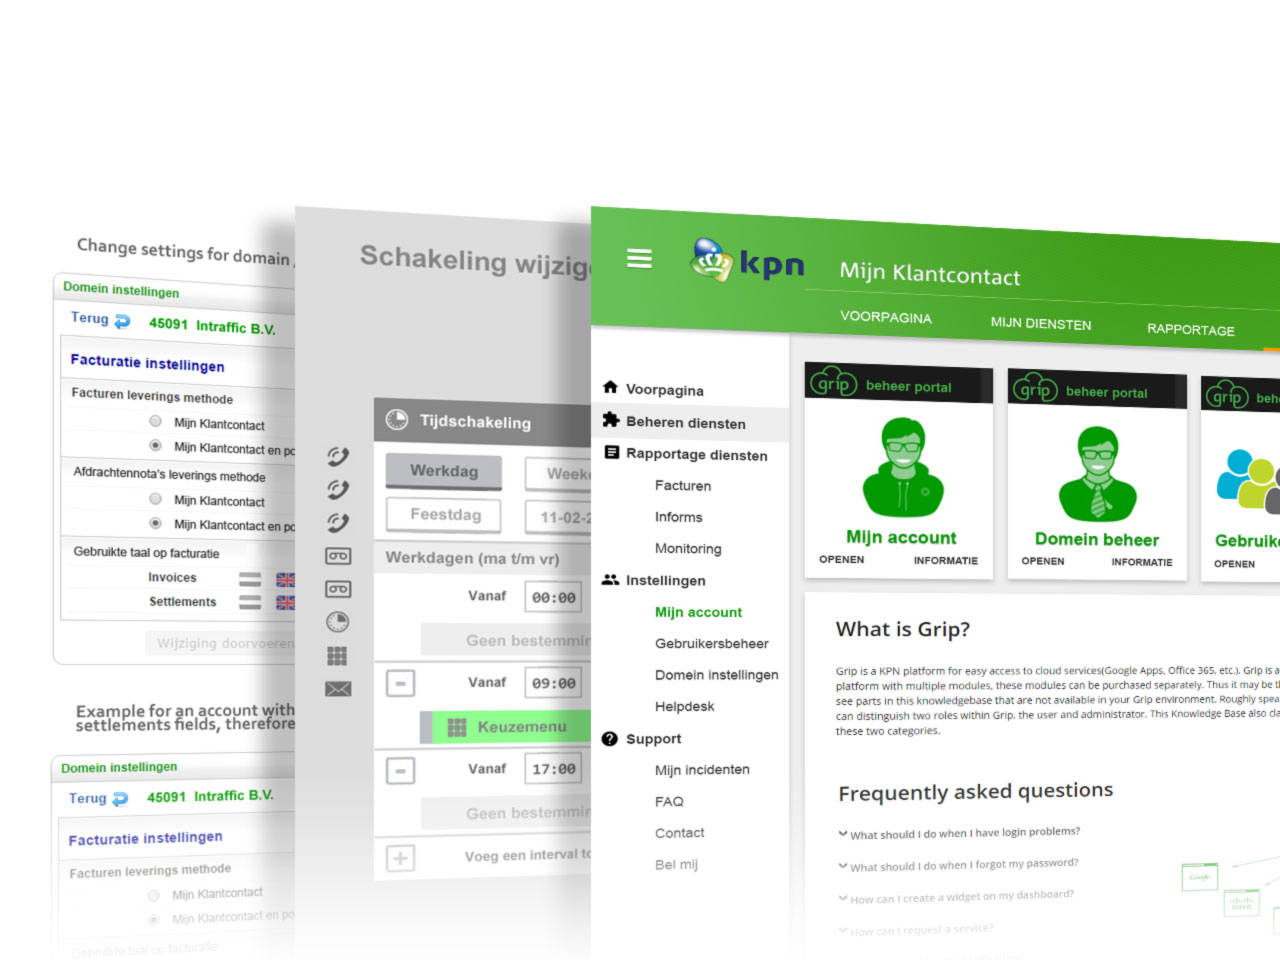 Change settings for domain
Domein instellingen
Terug
45091 Intraffic B.V.
Facturatie instellingen
Facturen leverings methode
Mijn Klantcontact
Mijn Klantcontact en po
Afdrachtennota's leverings methode
Mijn Klantcontact
Mijn Klantcontact en po
Gebruikte taal op facturatie
Invoices
Settlements
Wijziging doorvoeren
Example for an account with
settlements fields, therefore
Domein instellingen
Terug
45091 Intraffic B.V.
Facturatie instellingen
Facturen leverings methode
Mijn Klantcontact
Mijn Klantcontact en po
Gebruikte taal op facturatie
Schakeling wijzig
Tijdschakeling
Werkdag
Weeke
Feestdag
11-02-2
Werkdagen (ma t/m vr)
Vanaf 00:00
Geen bestemmin
Vanaf 09:00
Keuzemenu
Vanaf 17:00
Geen bestemmin
Voeg een interval to
kpn
Mijn Klantcontact
VOORPAGINA
MIJN DIENSTEN
RAPPORTAGE
Voorpagina
Beheren diensten
Rapportage diensten
Facturen
Informs
Monitoring
Instellingen
Mijn account
Gebruikersbeheer
Domein instellingen
Helpdesk
Support
Mijn incidenten
FAQ
Contact
Bel mij
grip beheer portal
Mijn account
OPENEN
INFORMATIE
grip beheer portal
Domein beheer
OPENEN
INFORMATIE
grip behe
Gebruike
OPENEN
What is Grip?
Grip is a KPN platform for easy access to cloud services(Google Apps, Office 365, etc.). Grip is a
platform with multiple modules, these modules can be purchased separately. Thus it may be th
see parts in this knowledgebase that are not available in your Grip environment. Roughly spea
can distinguish two roles within Grip. the user and administrator. This Knowledge Base also cla
these two categories.
Frequently asked questions
What should I do when I have login problems?
What should I do when I forgot my password?
How can I create a widget on my dashboard?
How can I request a service?
Google
CISCO